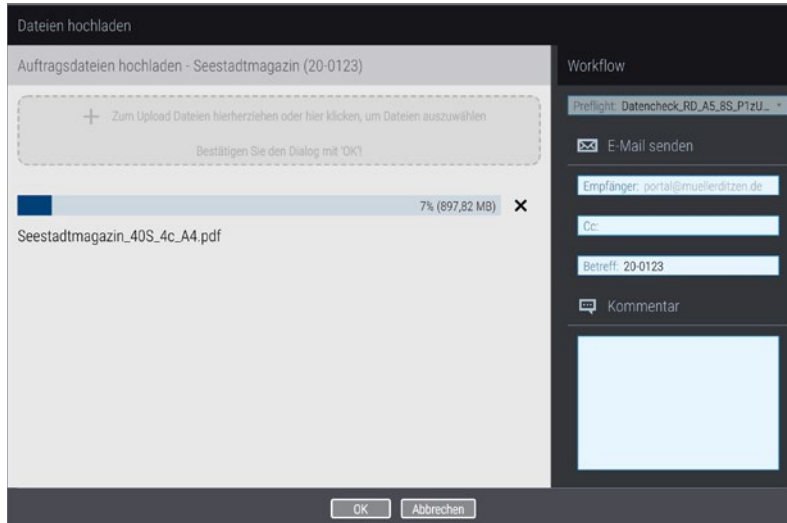 Dateien hochladen
Auftragsdateien hochladen - Seestadtmagazin (20-0123)
Zum Upload Dateien hierherziehen oder hier klicken, um Dateien auszuwählen
Bestätigen Sie den Dialog mit 'OK'!
7% (897,82 MB)
Seestadtmagazin_40S_4c_A4.pdf
Workflow
Preflight: Datencheck_RD_A5_8S_P1zU...
E-Mail senden
Empfänger: portal@muellerditzen.de
Cc:
Betreff: 20-0123
Kommentar
OK
Abbrechen